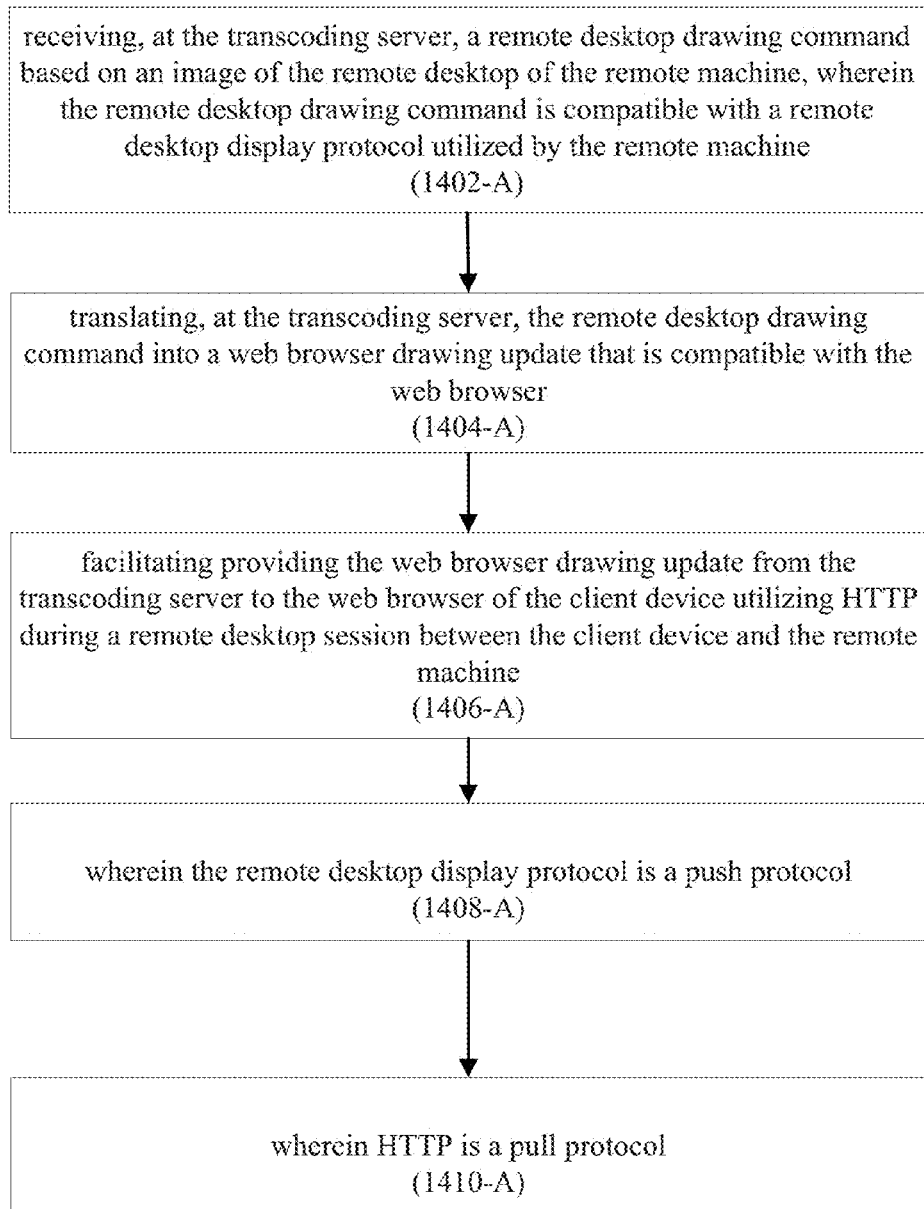 receiving, at the transcoding server, a remote desktop drawing command
based on an image of the remote desktop of the remote machine, wherein
the remote desktop drawing command is compatible with a remote
desktop display protocol utilized by the remote machine
(1402-A)
translating, at the transcoding server, the remote desktop drawing
command into a web browser drawing update that is compatible with the
web browser
(1404-A)
facilitating providing the web browser drawing update from the
transcoding server to the web browser of the client device utilizing HTTP
during a remote desktop session between the client device and the remote
machine
(1406-A)
wherein the remote desktop display protocol is a push protocol
(1408-A)
wherein HTTP is a pull protocol
(1410-A)